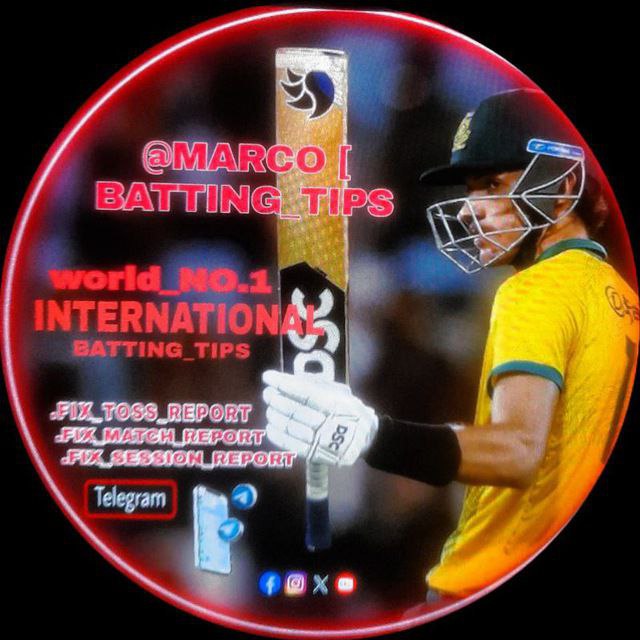 @MARCO [
BATTING_TIPS
world_NO.1
INTERNATIONAL
BATTING_TIPS
.FIX_TOSS_REPORT
.FIX_MATCH_REPORT
.FIX_SESSION_REPORT
Telegram
DSC
DSC